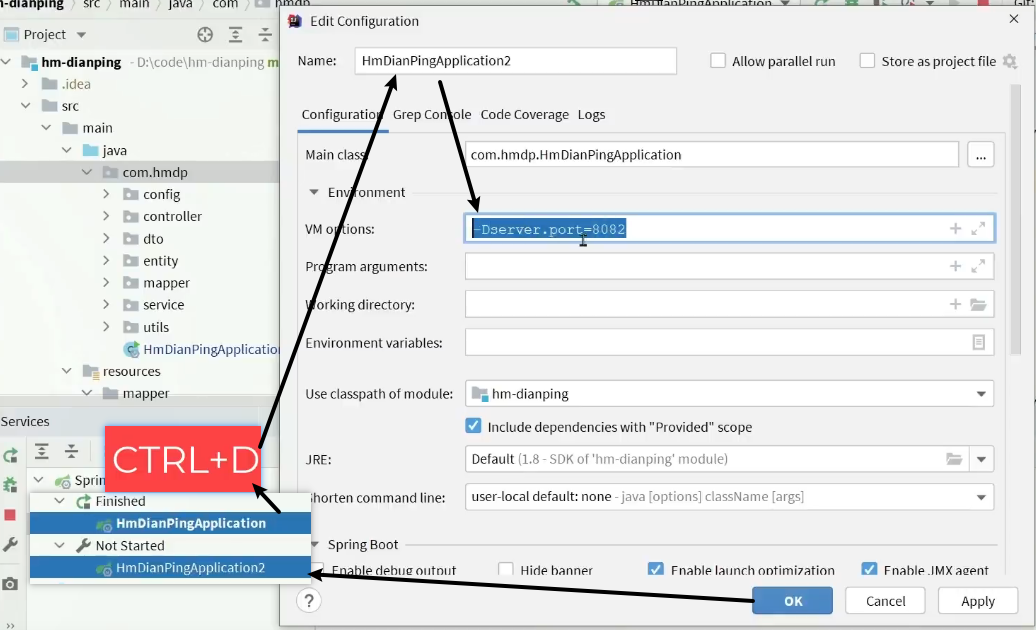 hm-dianping
src
main
java
com
hmdp
HmDianPingApplication
Git:
Project
hm-dianping - D:\code\hm-dianping
.idea
src
main
java
com.hmdp
config
controller
dto
entity
mapper
service
utils
HmDianPingApplication
resources
mapper
Services
CTRL+D
Sprin
Finished
HmDianPingApplication
Not Started
HmDianPingApplication2
Edit Configuration
Name: HmDianPingApplication2
Allow parallel run
Store as project file
Configuration Grep Console Code Coverage Logs
Main class: com.hmdp.HmDianPingApplication ...
Environment
VM options: -Dserver.port=8082
Program arguments:
Working directory:
Environment variables:
Use classpath of module: hm-dianping
Include dependencies with "Provided" scope
JRE: Default (1.8 - SDK of 'hm-dianping' module)
Shorten command line: user-local default: none - java [options] className [args]
Spring Boot
Enable debug output Hide banner Enable launch optimization Enable JMX agent
? OK Cancel Apply